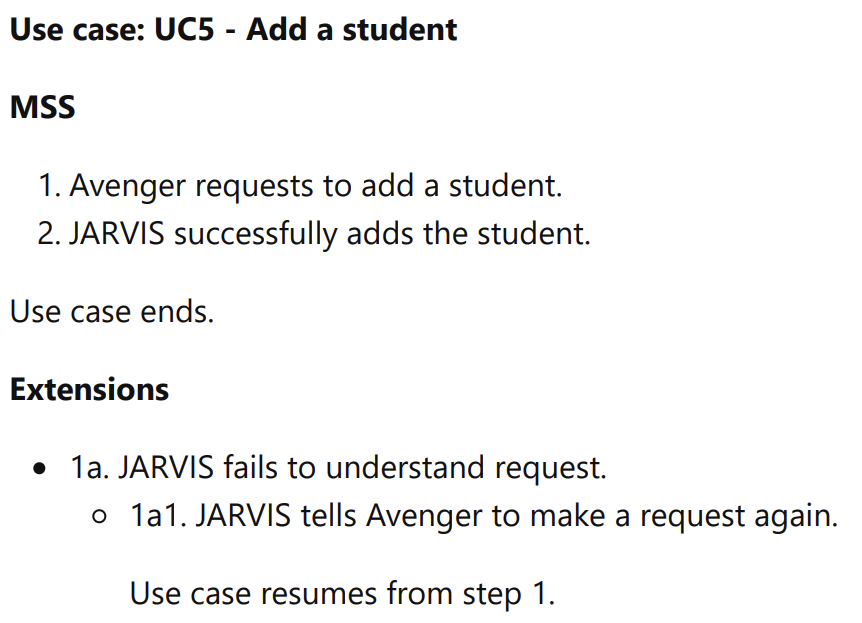 Use case: UC5 - Add a student
MSS
1. Avenger requests to add a student.
2. JARVIS successfully adds the student.
Use case ends.
Extensions
• 1a. JARVIS fails to understand request.
○ 1a1. JARVIS tells Avenger to make a request again.
Use case resumes from step 1.